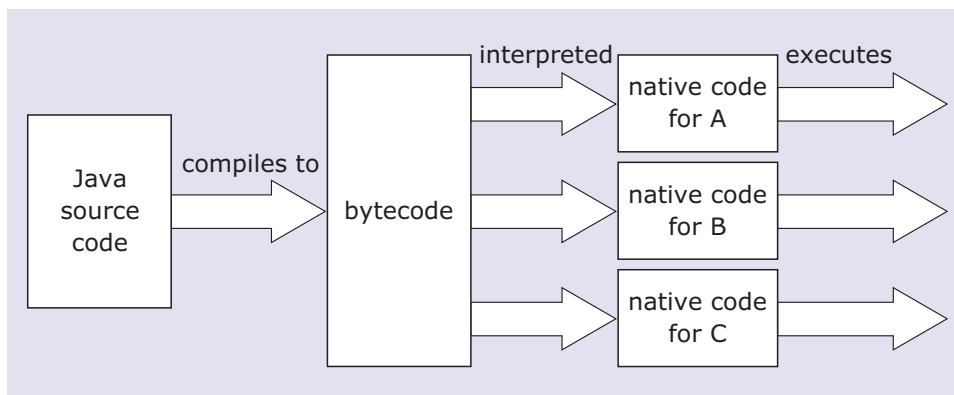 Java
source
code
compiles to
bytecode
interpreted
native code
for A
executes
native code
for B
native code
for C